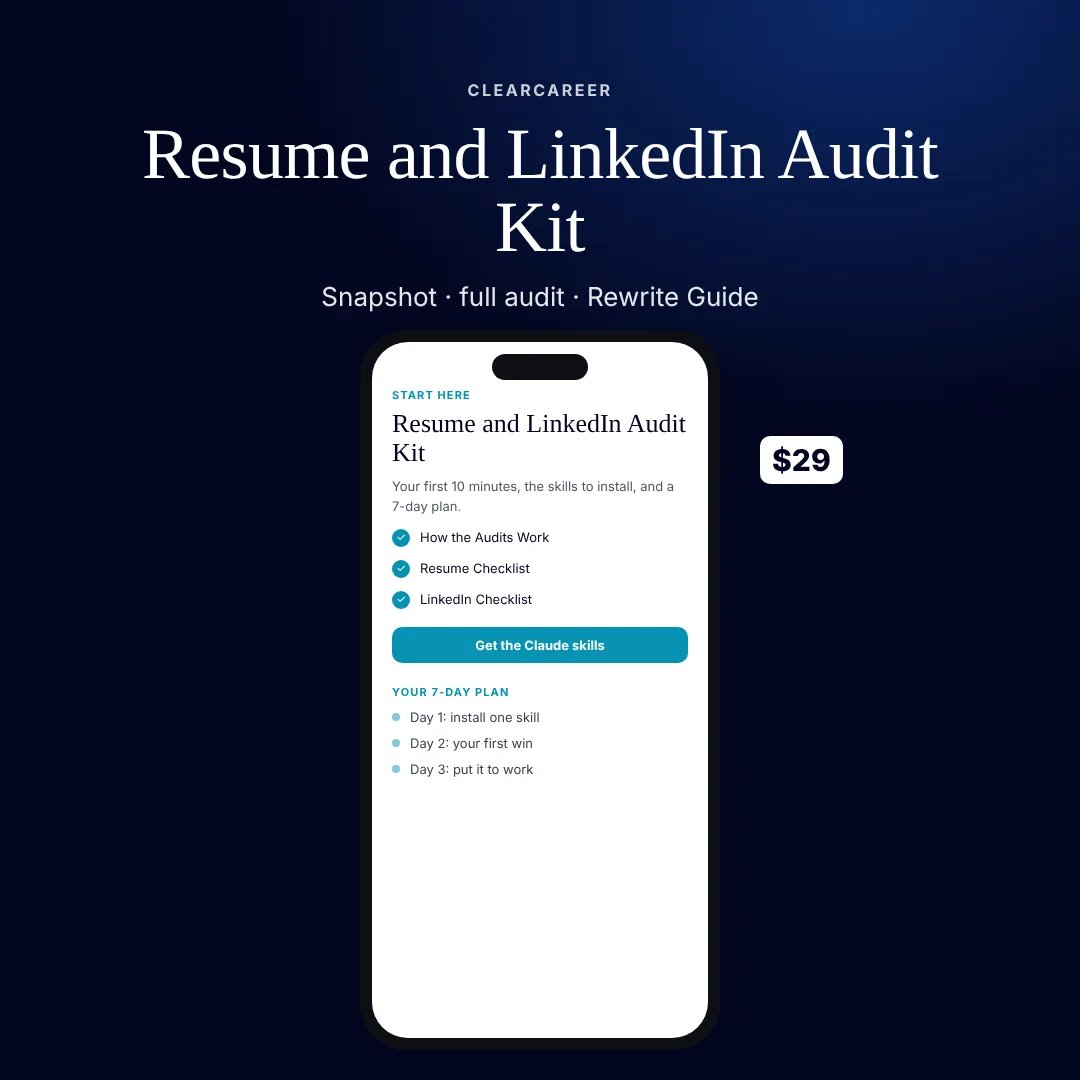 CLEARCAREER
Resume and LinkedIn Audit
Kit
Snapshot · full audit · Rewrite Guide
START HERE
Resume and LinkedIn Audit
Kit
$29
Your first 10 minutes, the skills to install, and a
7-day plan.
How the Audits Work
Resume Checklist
LinkedIn Checklist
Get the Claude skills
YOUR 7-DAY PLAN
Day 1: install one skill
Day 2: your first win
Day 3: put it to work